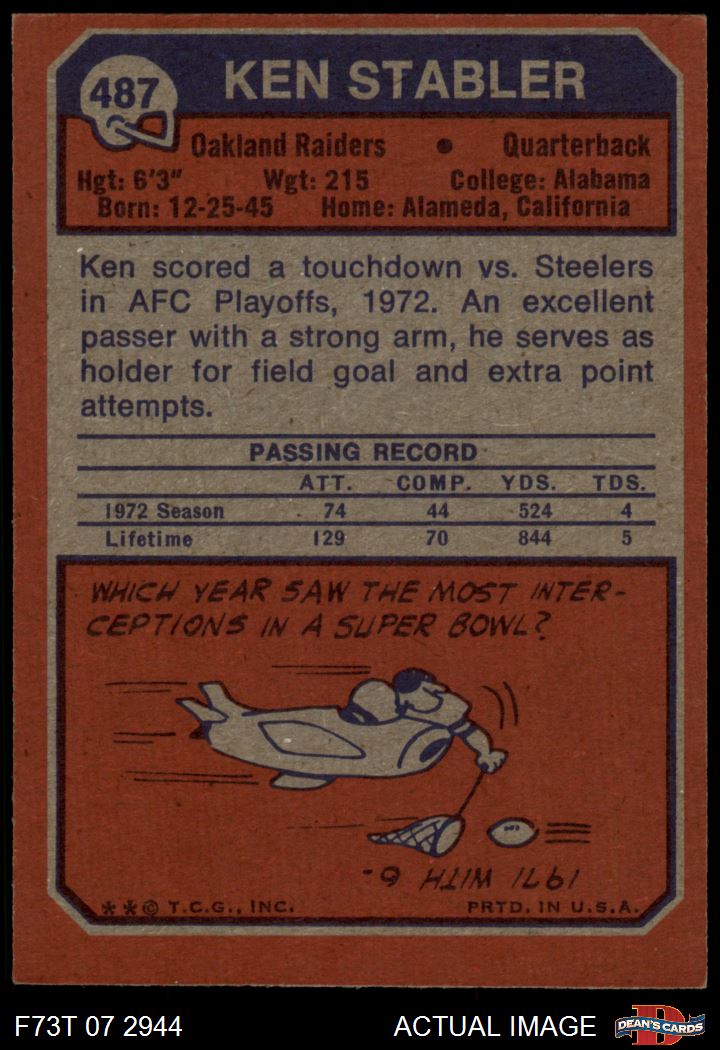 487
KEN STABLER
Oakland Raiders • Quarterback
Hgt: 6'3" Wgt: 215 College: Alabama
Born: 12-25-45 Home: Alameda, California
Ken scored a touchdown vs. Steelers
in AFC Playoffs, 1972. An excellent
passer with a strong arm, he serves as
holder for field goal and extra point
attempts.
PASSING RECORD
ATT. COMP. YDS. TDS.
1972 Season 74 44 524 4
Lifetime 129 70 844 5
WHICH YEAR SAW THE MOST INTER-
CEPTIONS IN A SUPER BOWL?
1971 WITH 6.
**© T.C.G., INC. PRTD. IN U.S.A.
F73T 07 2944 ACTUAL IMAGE
D
DEAN'S CARDS